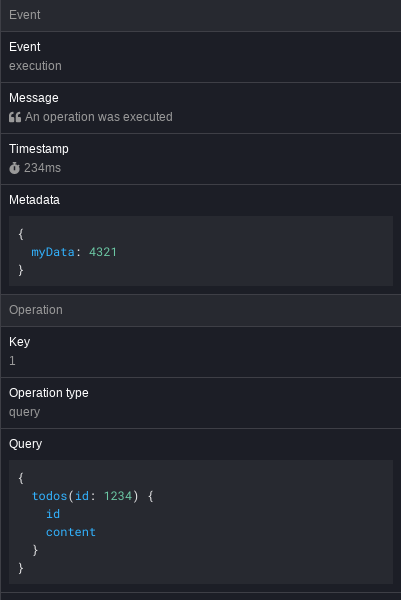 Event
Event
execution
Message
An operation was executed
Timestamp
234ms
Metadata
{
  myData: 4321
}
Operation
Key
1
Operation type
query
Query
{
  todos(id: 1234) {
    id
    content
  }
}